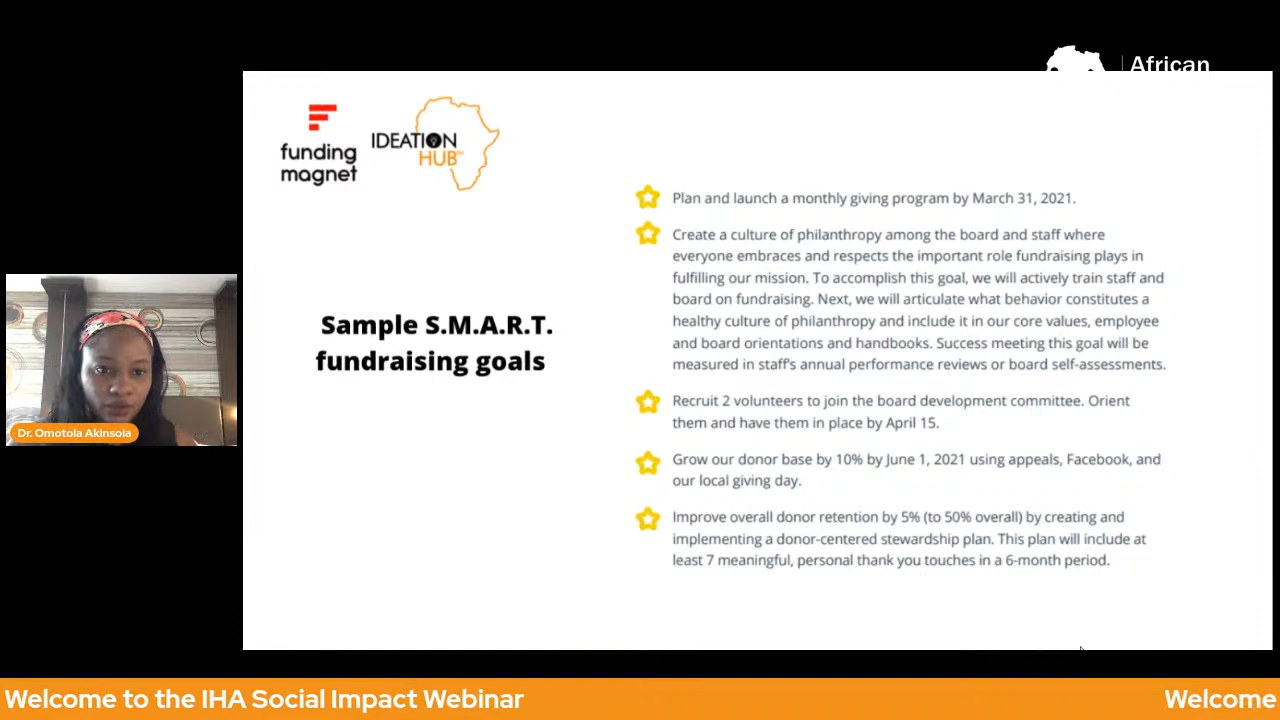 African
funding
magnet
IDEATION
HUB™
Plan and launch a monthly giving program by March 31, 2021.
Create a culture of philanthropy among the board and staff where
everyone embraces and respects the important role fundraising plays in
fulfilling our mission. To accomplish this goal, we will actively train staff and
board on fundraising. Next, we will articulate what behavior constitutes a
healthy culture of philanthropy and include it in our core values, employee
and board orientations and handbooks. Success meeting this goal will be
measured in staff's annual performance reviews or board self-assessments.
Sample S.M.A.R.T.
fundraising goals
Recruit 2 volunteers to join the board development committee. Orient
them and have them in place by April 15.
Grow our donor base by 10% by June 1, 2021 using appeals, Facebook, and
our local giving day.
Improve overall donor retention by 5% (to 50% overall) by creating and
implementing a donor-centered stewardship plan. This plan will include at
least 7 meaningful, personal thank you touches in a 6-month period.
Dr. Omotola Akinsola
Welcome to the IHA Social Impact Webinar
Welcome